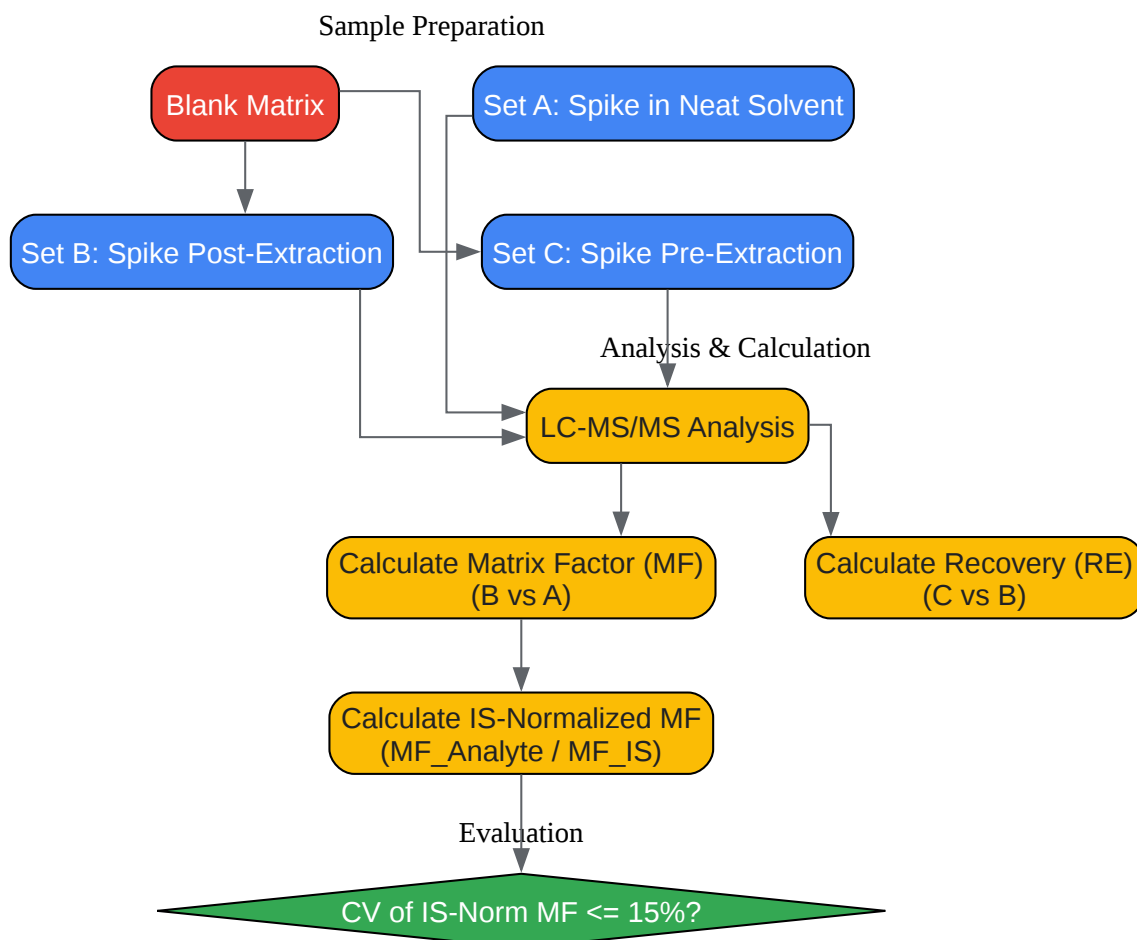 Sample Preparation
Blank Matrix
Set A: Spike in Neat Solvent
Set B: Spike Post-Extraction
Set C: Spike Pre-Extraction
Analysis & Calculation
LC-MS/MS Analysis
Calculate Matrix Factor (MF)
(B vs A)
Calculate Recovery (RE)
(C vs B)
Calculate IS-Normalized MF
(MF_Analyte / MF_IS)
Evaluation
CV of IS-Norm MF <= 15%?